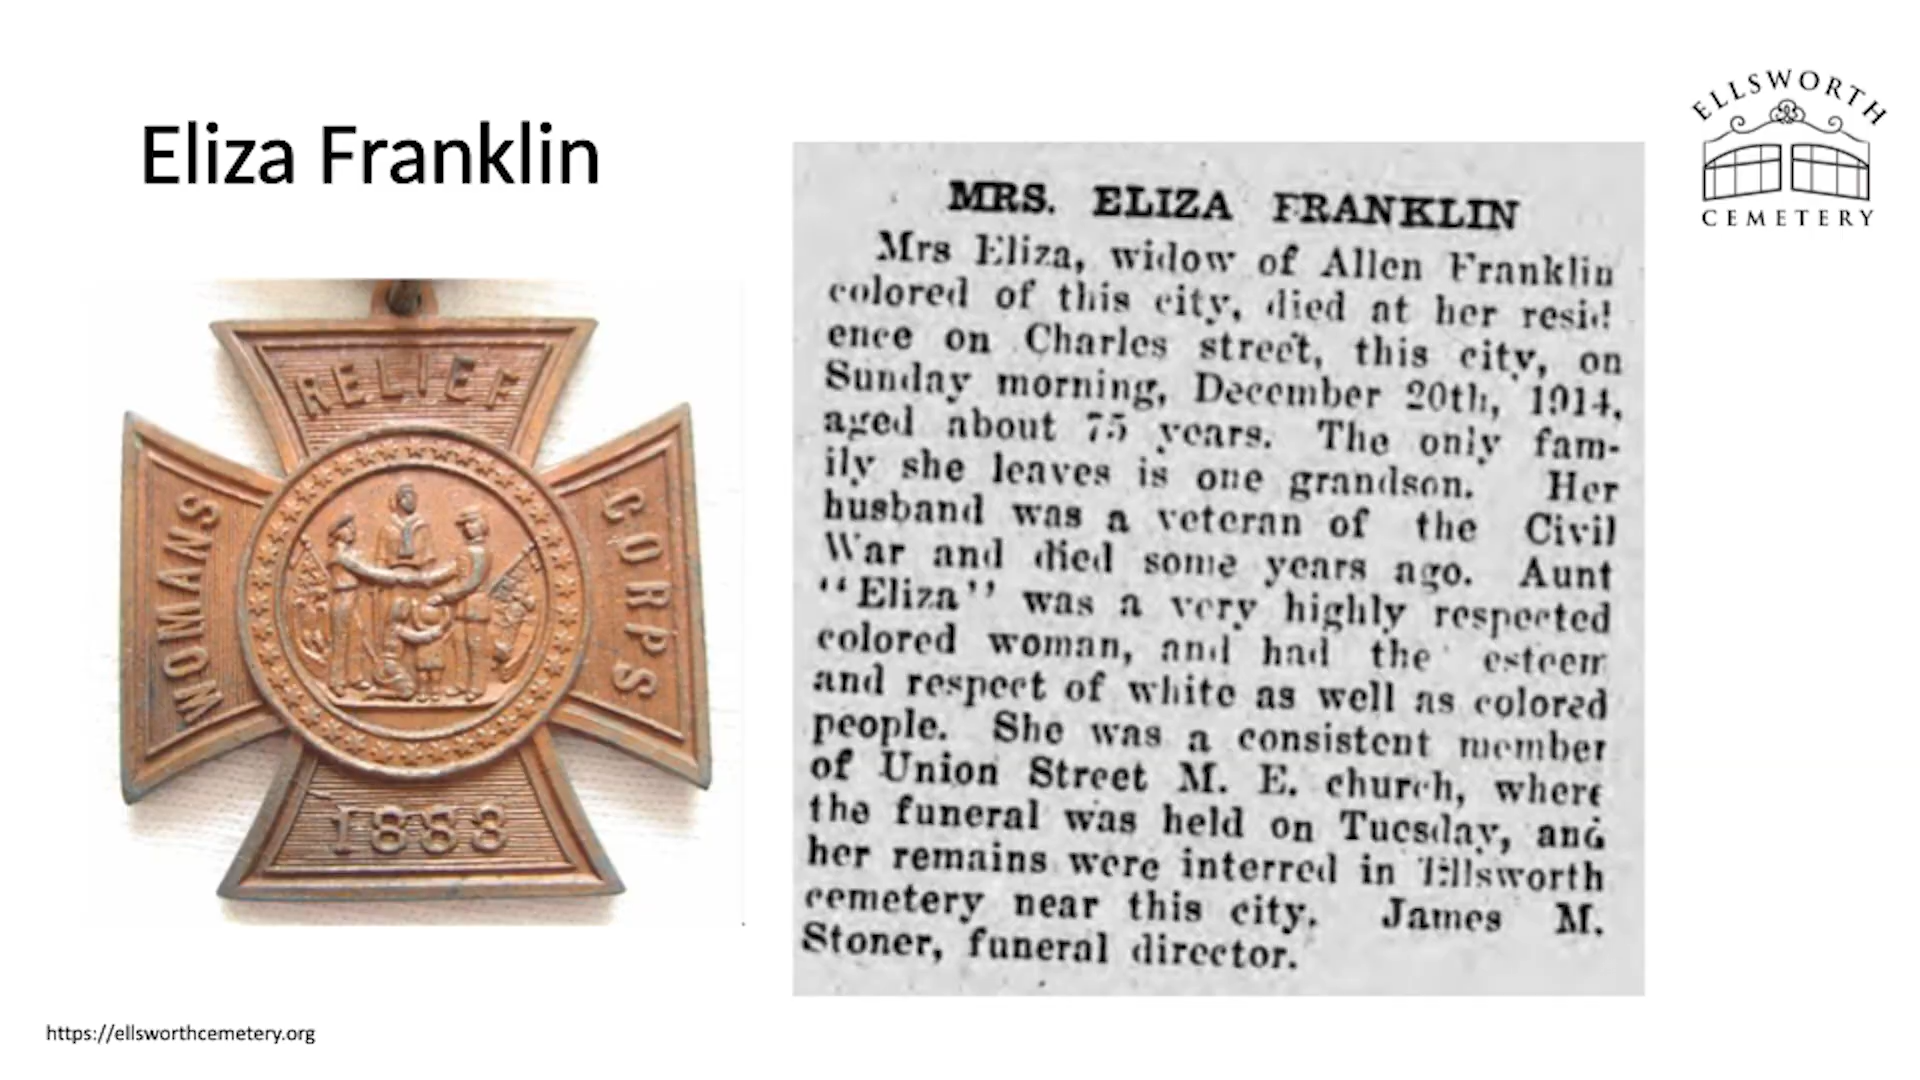 Eliza Franklin
RELIEF
WOMANS
CORPS
1883
MRS. ELIZA FRANKLIN
Mrs Eliza, widow of Allen Franklin
colored of this city, died at her resid
ence on Charles street, this city, on
Sunday morning, December 20th, 1914,
aged about 75 years. The only fam-
ily she leaves is one grandson. Her
husband was a veteran of the Civil
War and died some years ago. Aunt
"Eliza" was a very highly respected
colored woman, and had the esteem
and respect of white as well as colored
people. She was a consistent member
of Union Street M. E. church, where
the funeral was held on Tuesday, and
her remains were interred in Ellsworth
cemetery near this city. James M.
Stoner, funeral director.
ELLSWORTH
CEMETERY
https://ellsworthcemetery.org